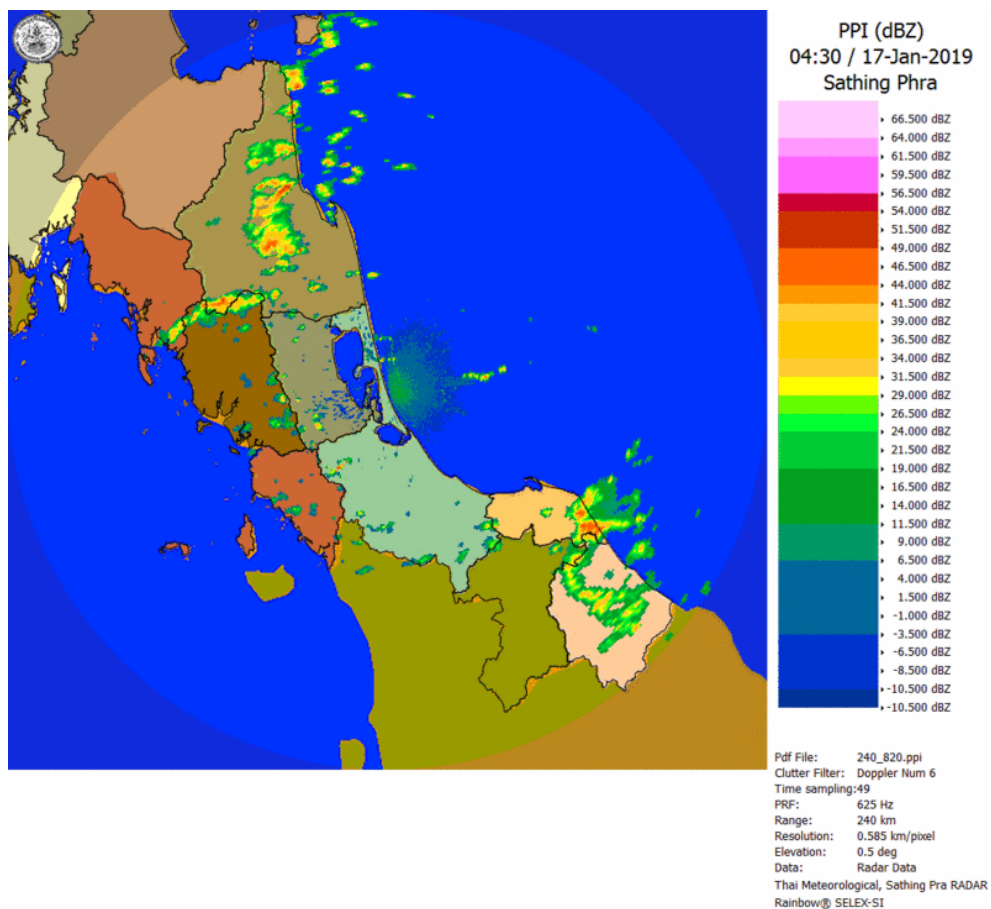 PPI (dBZ)
04:30 / 17-Jan-2019
Sathing Phra
66.500 dBZ
64.000 dBZ
61.500 dBZ
59.500 dBZ
56.500 dBZ
54.000 dBZ
51.500 dBZ
49.000 dBZ
46.500 dBZ
44.000 dBZ
41.500 dBZ
39.000 dBZ
36.500 dBZ
34.000 dBZ
31.500 dBZ
29.000 dBZ
26.500 dBZ
24.000 dBZ
21.500 dBZ
19.000 dBZ
16.500 dBZ
14.000 dBZ
11.500 dBZ
9.000 dBZ
6.500 dBZ
4.000 dBZ
1.500 dBZ
-1.000 dBZ
-3.500 dBZ
-6.500 dBZ
-8.500 dBZ
-10.500 dBZ
-10.500 dBZ
Pdf File: 240_820.ppi
Clutter Filter: Doppler Num 6
Time sampling:49
PRF: 625 Hz
Range: 240 km
Resolution: 0.585 km/pixel
Elevation: 0.5 deg
Data: Radar Data
Thai Meteorological, Sathing Pra RADAR
Rainbow® SELEX-SI